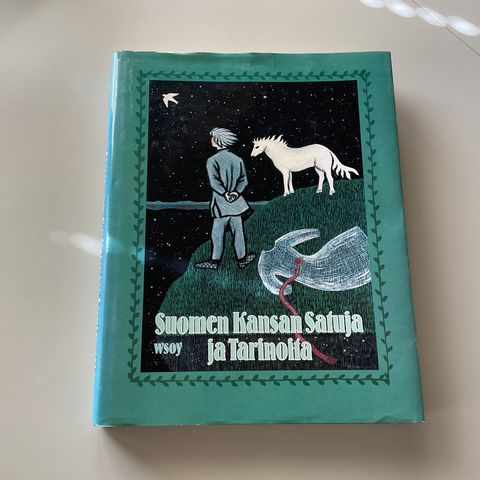 Suomen Kansan Satuja
ja Tarinoita
wsoy